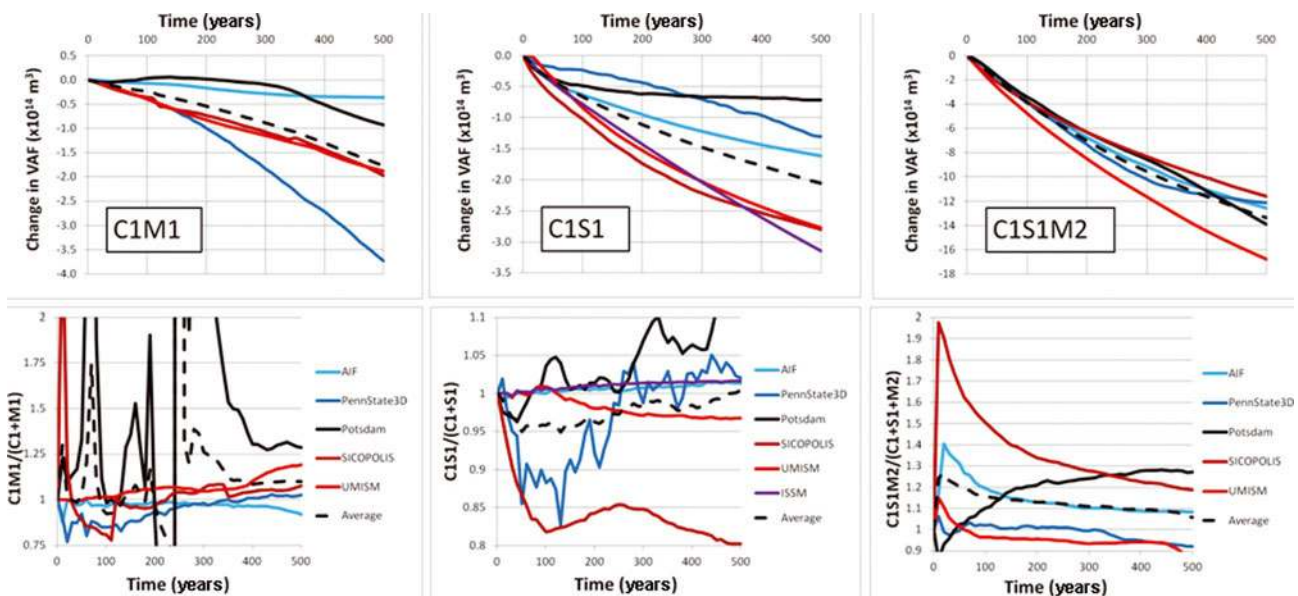 Time (years)
0 100 200 300 400 500
0.5
0.0
-0.5
-1.0
-1.5
-2.0
-2.5
-3.0
-3.5
-4.0
Change in VAF (x10¹⁴ m³)
C1M1
Time (years)
0 100 200 300 400 500
0.0
-0.5
-1.0
-1.5
-2.0
-2.5
-3.0
-3.5
Change in VAF (x10¹⁴ m³)
C1S1
Time (years)
0 100 200 300 400 500
0
-2
-4
-6
-8
-10
-12
-14
-16
-18
Change in VAF (x10¹⁴ m³)
C1S1M2
2
1.75
1.5
1.25
1
0.75
C1M1/(C1+M1)
0 100 200 300 400 500
Time (years)
AIF
PennState3D
Potsdam
SICOPOLIS
UMISM
Average
1.1
1.05
1
0.95
0.9
0.85
0.8
C1S1/(C1+S1)
0 100 200 300 400 500
Time (years)
AIF
PennState3D
Potsdam
SICOPOLIS
UMISM
ISSM
Average
2
1.9
1.8
1.7
1.6
1.5
1.4
1.3
1.2
1.1
1
0.9
C1S1M2/(C1+S1+M2)
0 100 200 300 400 500
Time (years)
AIF
PennState3D
Potsdam
SICOPOLIS
UMISM
Average